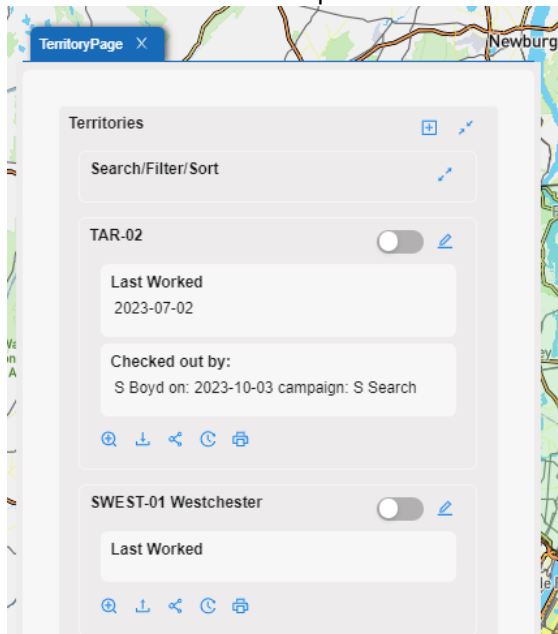 TerritoryPage
Newburg
Territories
Search/Filter/Sort
TAR-02
Last Worked
2023-07-02
Checked out by:
S Boyd on: 2023-10-03 campaign: S Search
SWEST-01 Westchester
Last Worked